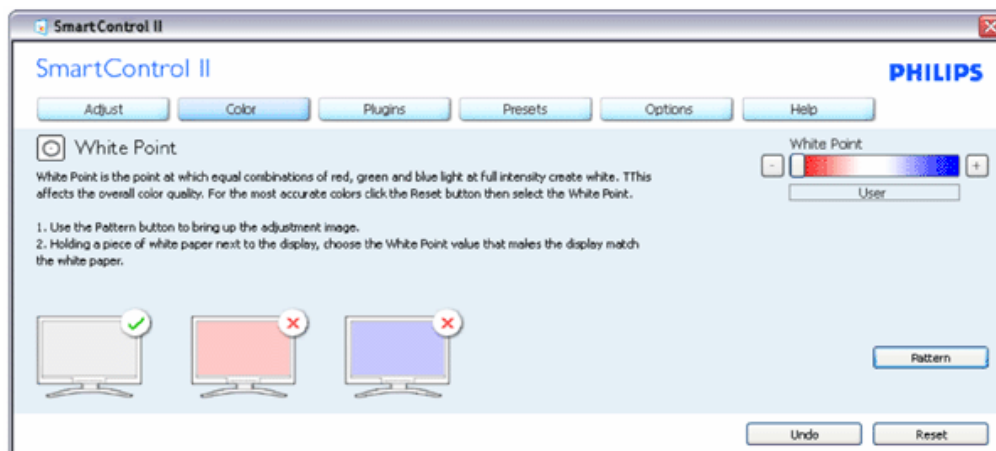 SmartControl II
SmartControl II
PHILIPS
Adjust Color Plugins Presets Options Help
White Point
White Point is the point at which equal combinations of red, green and blue light at full intensity create white. TThis
affects the overall color quality. For the most accurate colors click the Reset button then select the White Point.
1. Use the Pattern button to bring up the adjustment image.
2. Holding a piece of white paper next to the display, choose the White Point value that makes the display match
the white paper.
White Point
- +
User
Pattern
Undo Reset